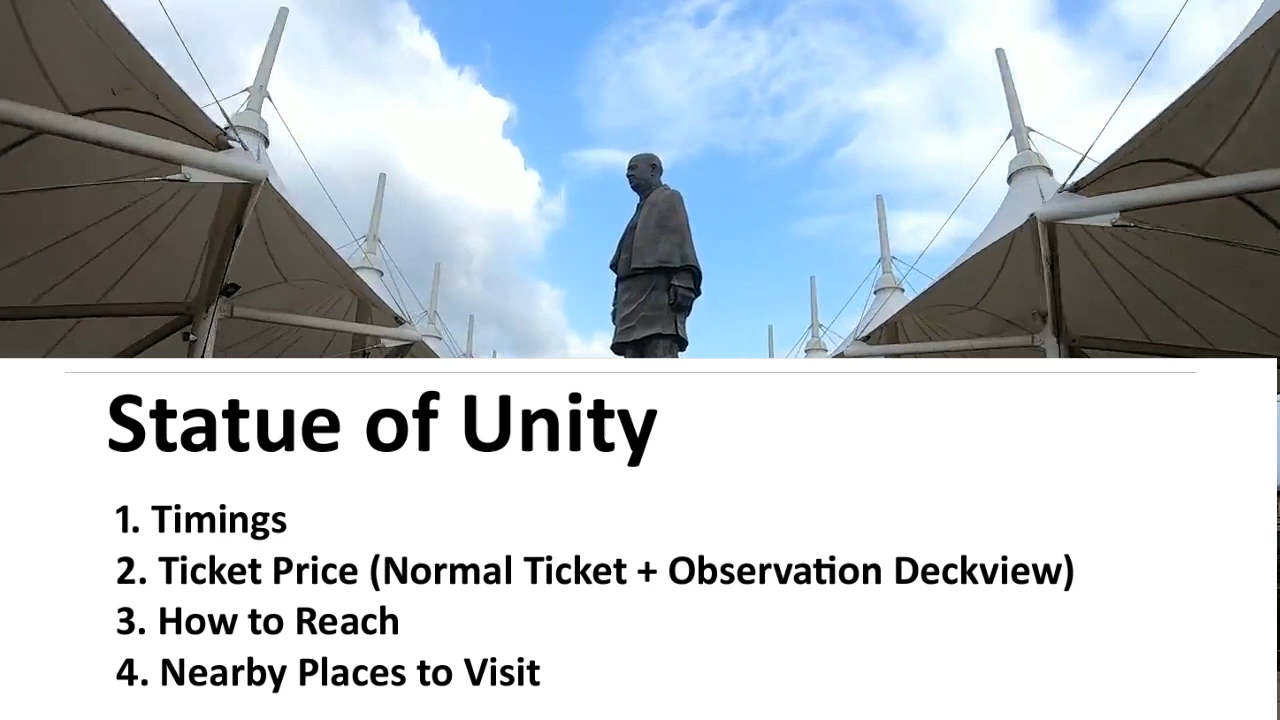 Statue of Unity
1. Timings
2. Ticket Price (Normal Ticket + Observation Deckview)
3. How to Reach
4. Nearby Places to Visit